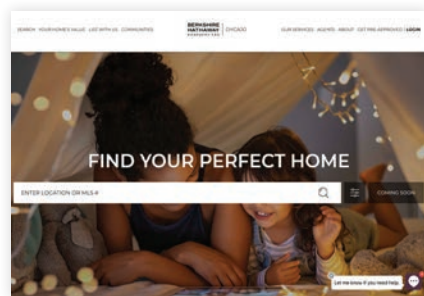 SEARCH YOUR HOME'S VALUE LIST WITH US COMMUNITIES
BERKSHIRE
HATHAWAY
HOMESERVICES
CHICAGO
OUR SERVICES AGENTS ABOUT GET PRE-APPROVED LOGIN
FIND YOUR PERFECT HOME
ENTER LOCATION OR MLS #
COMING SOON
Let me know if you need help.